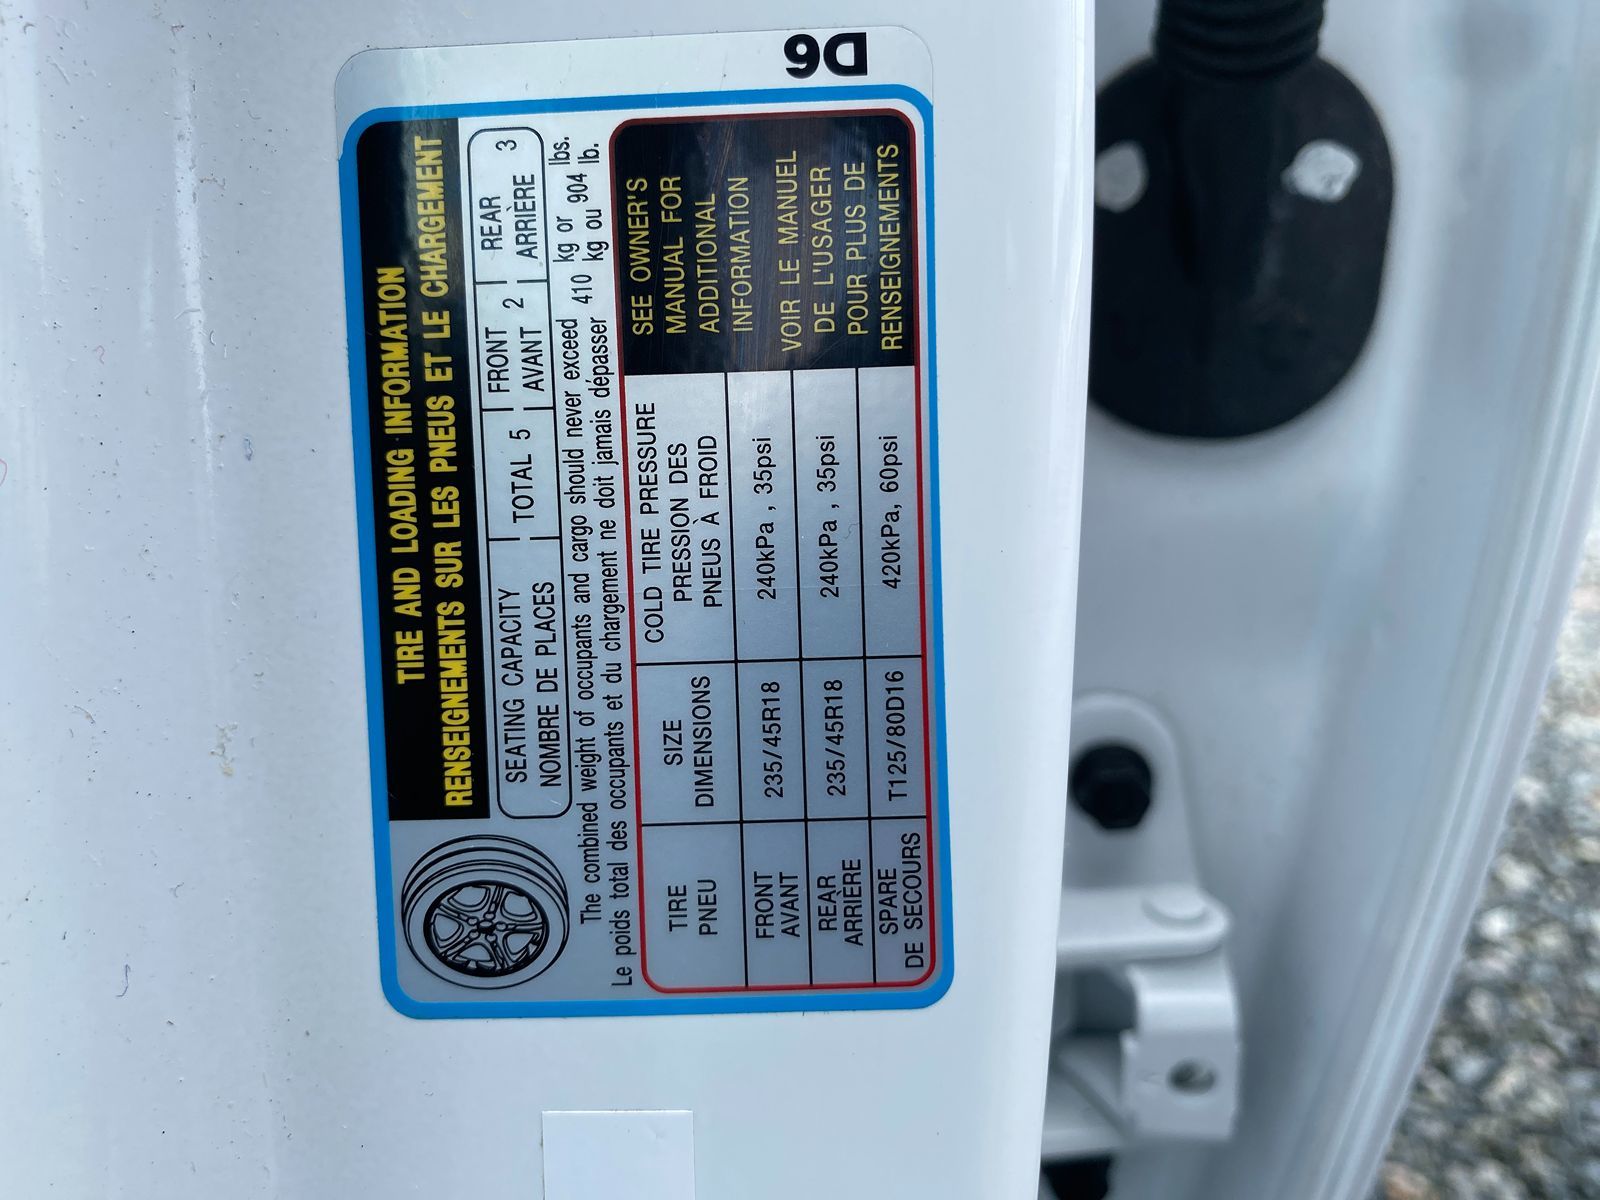 D6
TIRE AND LOADING INFORMATION
RENSEIGNEMENTS SUR LES PNEUS ET LE CHARGEMENT
SEATING CAPACITY
NOMBRE DE PLACES
TOTAL 5
FRONT
AVANT 2
REAR
ARRIÈRE 3
The combined weight of occupants and cargo should never exceed 410 kg or 904 lbs.
Le poids total des occupants et du chargement ne doit jamais dépasser 410 kg ou 904 lb.
TIRE
PNEU
SIZE
DIMENSIONS
COLD TIRE PRESSURE
PRESSION DES
PNEUS À FROID
FRONT
AVANT
235/45R18
240kPa , 35psi
REAR
ARRIERE
235/45R18
240kPa , 35psi
SPARE
DE SECOURS
T125/80D16
420kPa, 60psi
SEE OWNER'S
MANUAL FOR
ADDITIONAL
INFORMATION
VOIR LE MANUEL
DE L'USAGER
POUR PLUS DE
RENSEIGNEMENTS